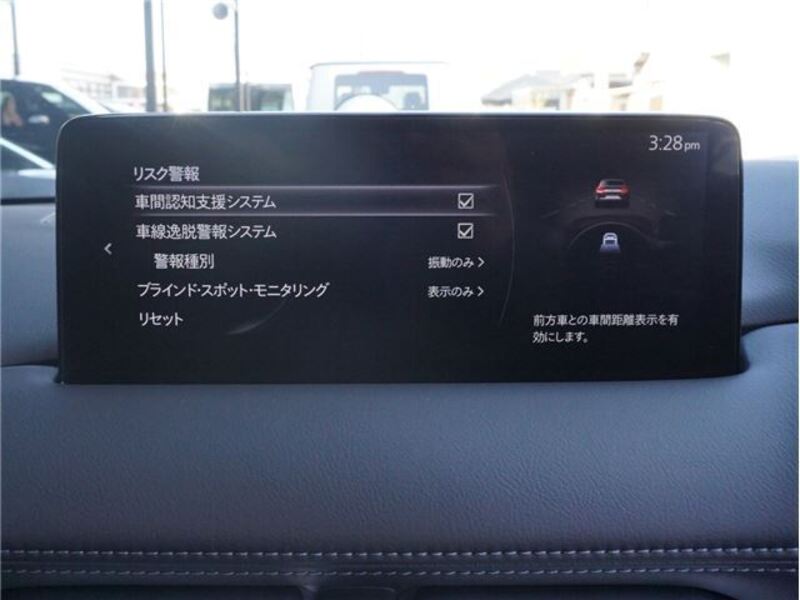 3:28pm
リスク警報
車間認知支援システム
車線逸脱警報システム
警報種別 振動のみ
ブラインド・スポット・モニタリング 表示のみ
リセット
前方車との車間距離表示を有
効にします。